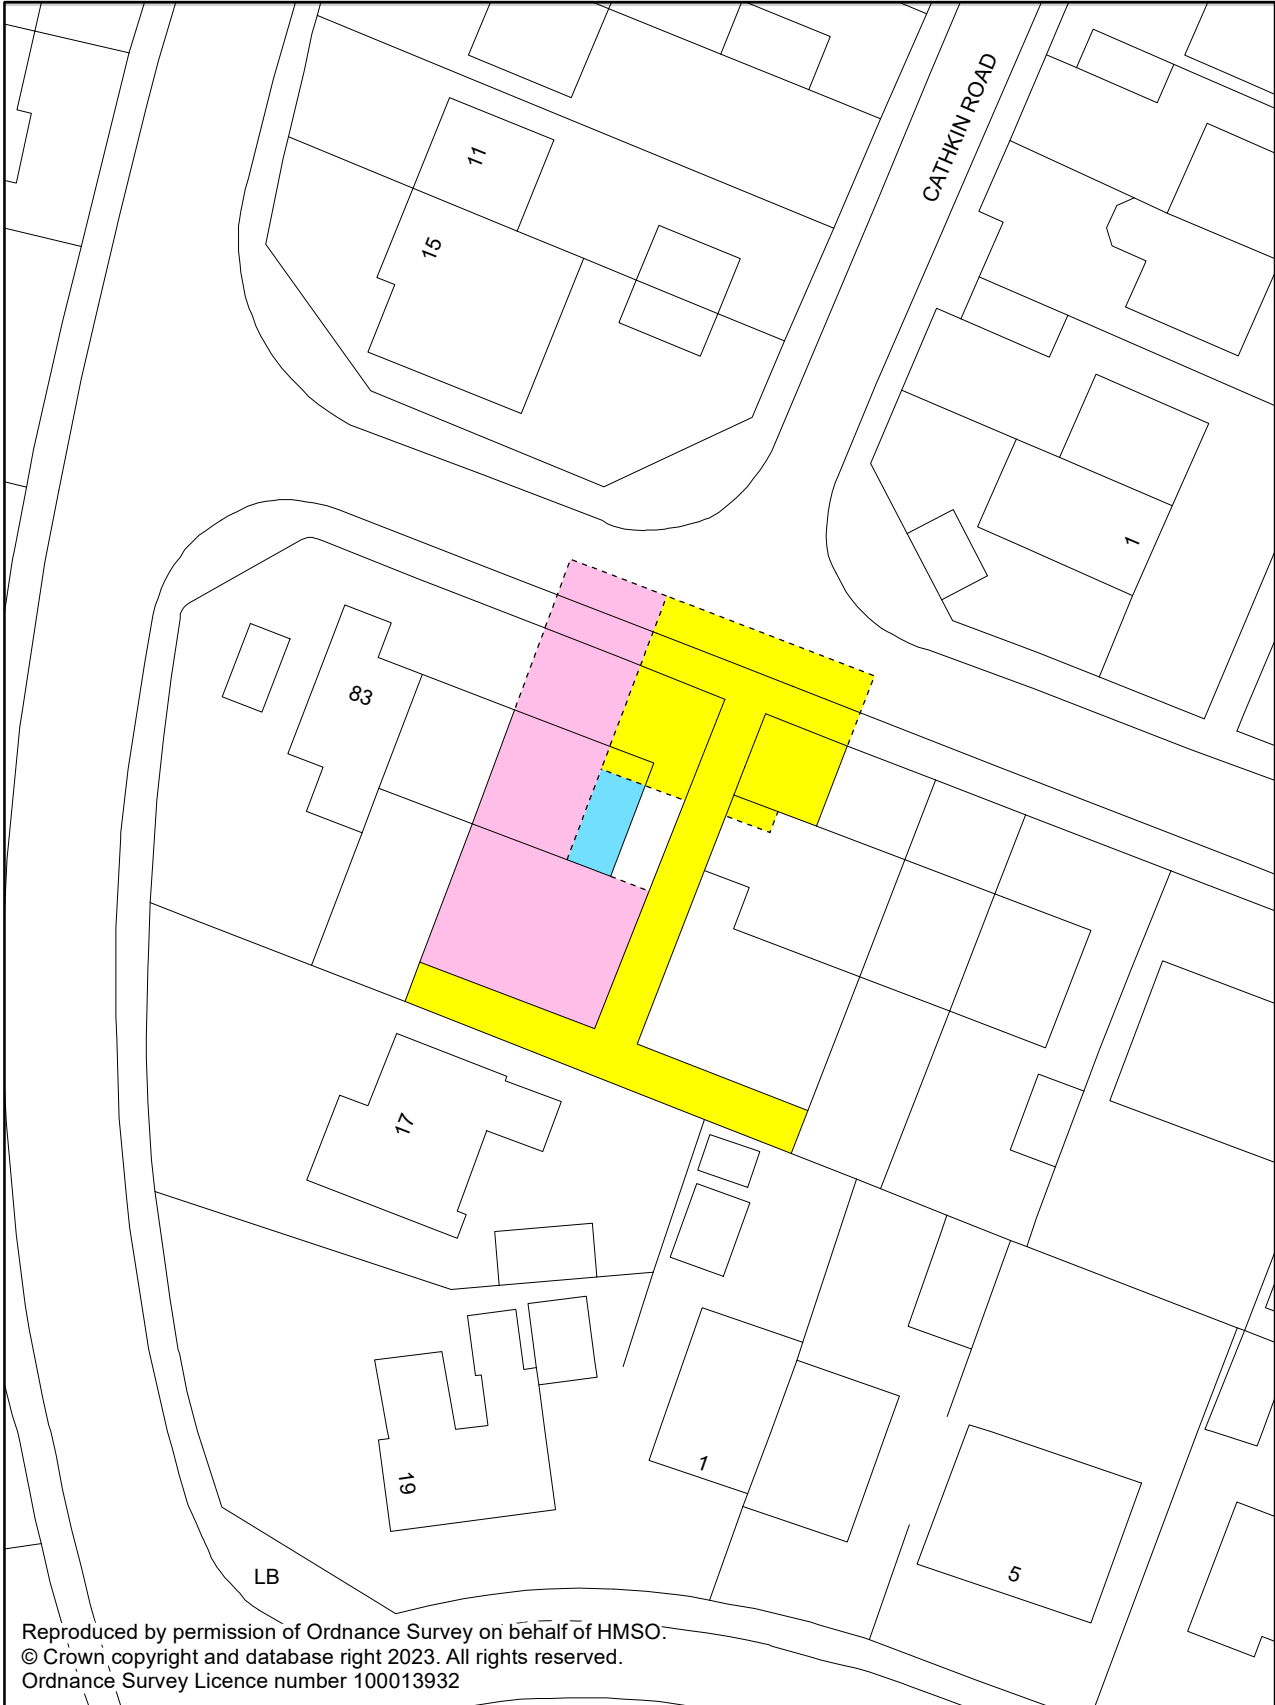 CATHKIN ROAD
11
15
1
83
17
19
1
5
LB
Reproduced by permission of Ordnance Survey on behalf of HMSO.
© Crown copyright and database right 2023. All rights reserved.
Ordnance Survey Licence number 100013932